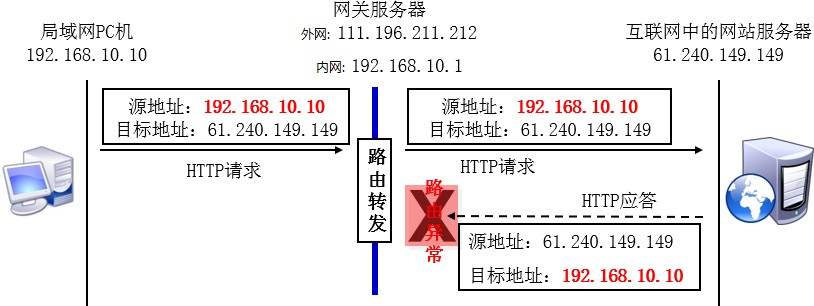 局域网PC机
192.168.10.10
网关服务器
外网: 111.196.211.212
内网: 192.168.10.1
互联网中的网站服务器
61.240.149.149
源地址: 192.168.10.10
目标地址: 61.240.149.149
HTTP请求
路由转发
源地址: 192.168.10.10
目标地址: 61.240.149.149
HTTP请求
路由异常
HTTP应答
源地址: 61.240.149.149
目标地址: 192.168.10.10